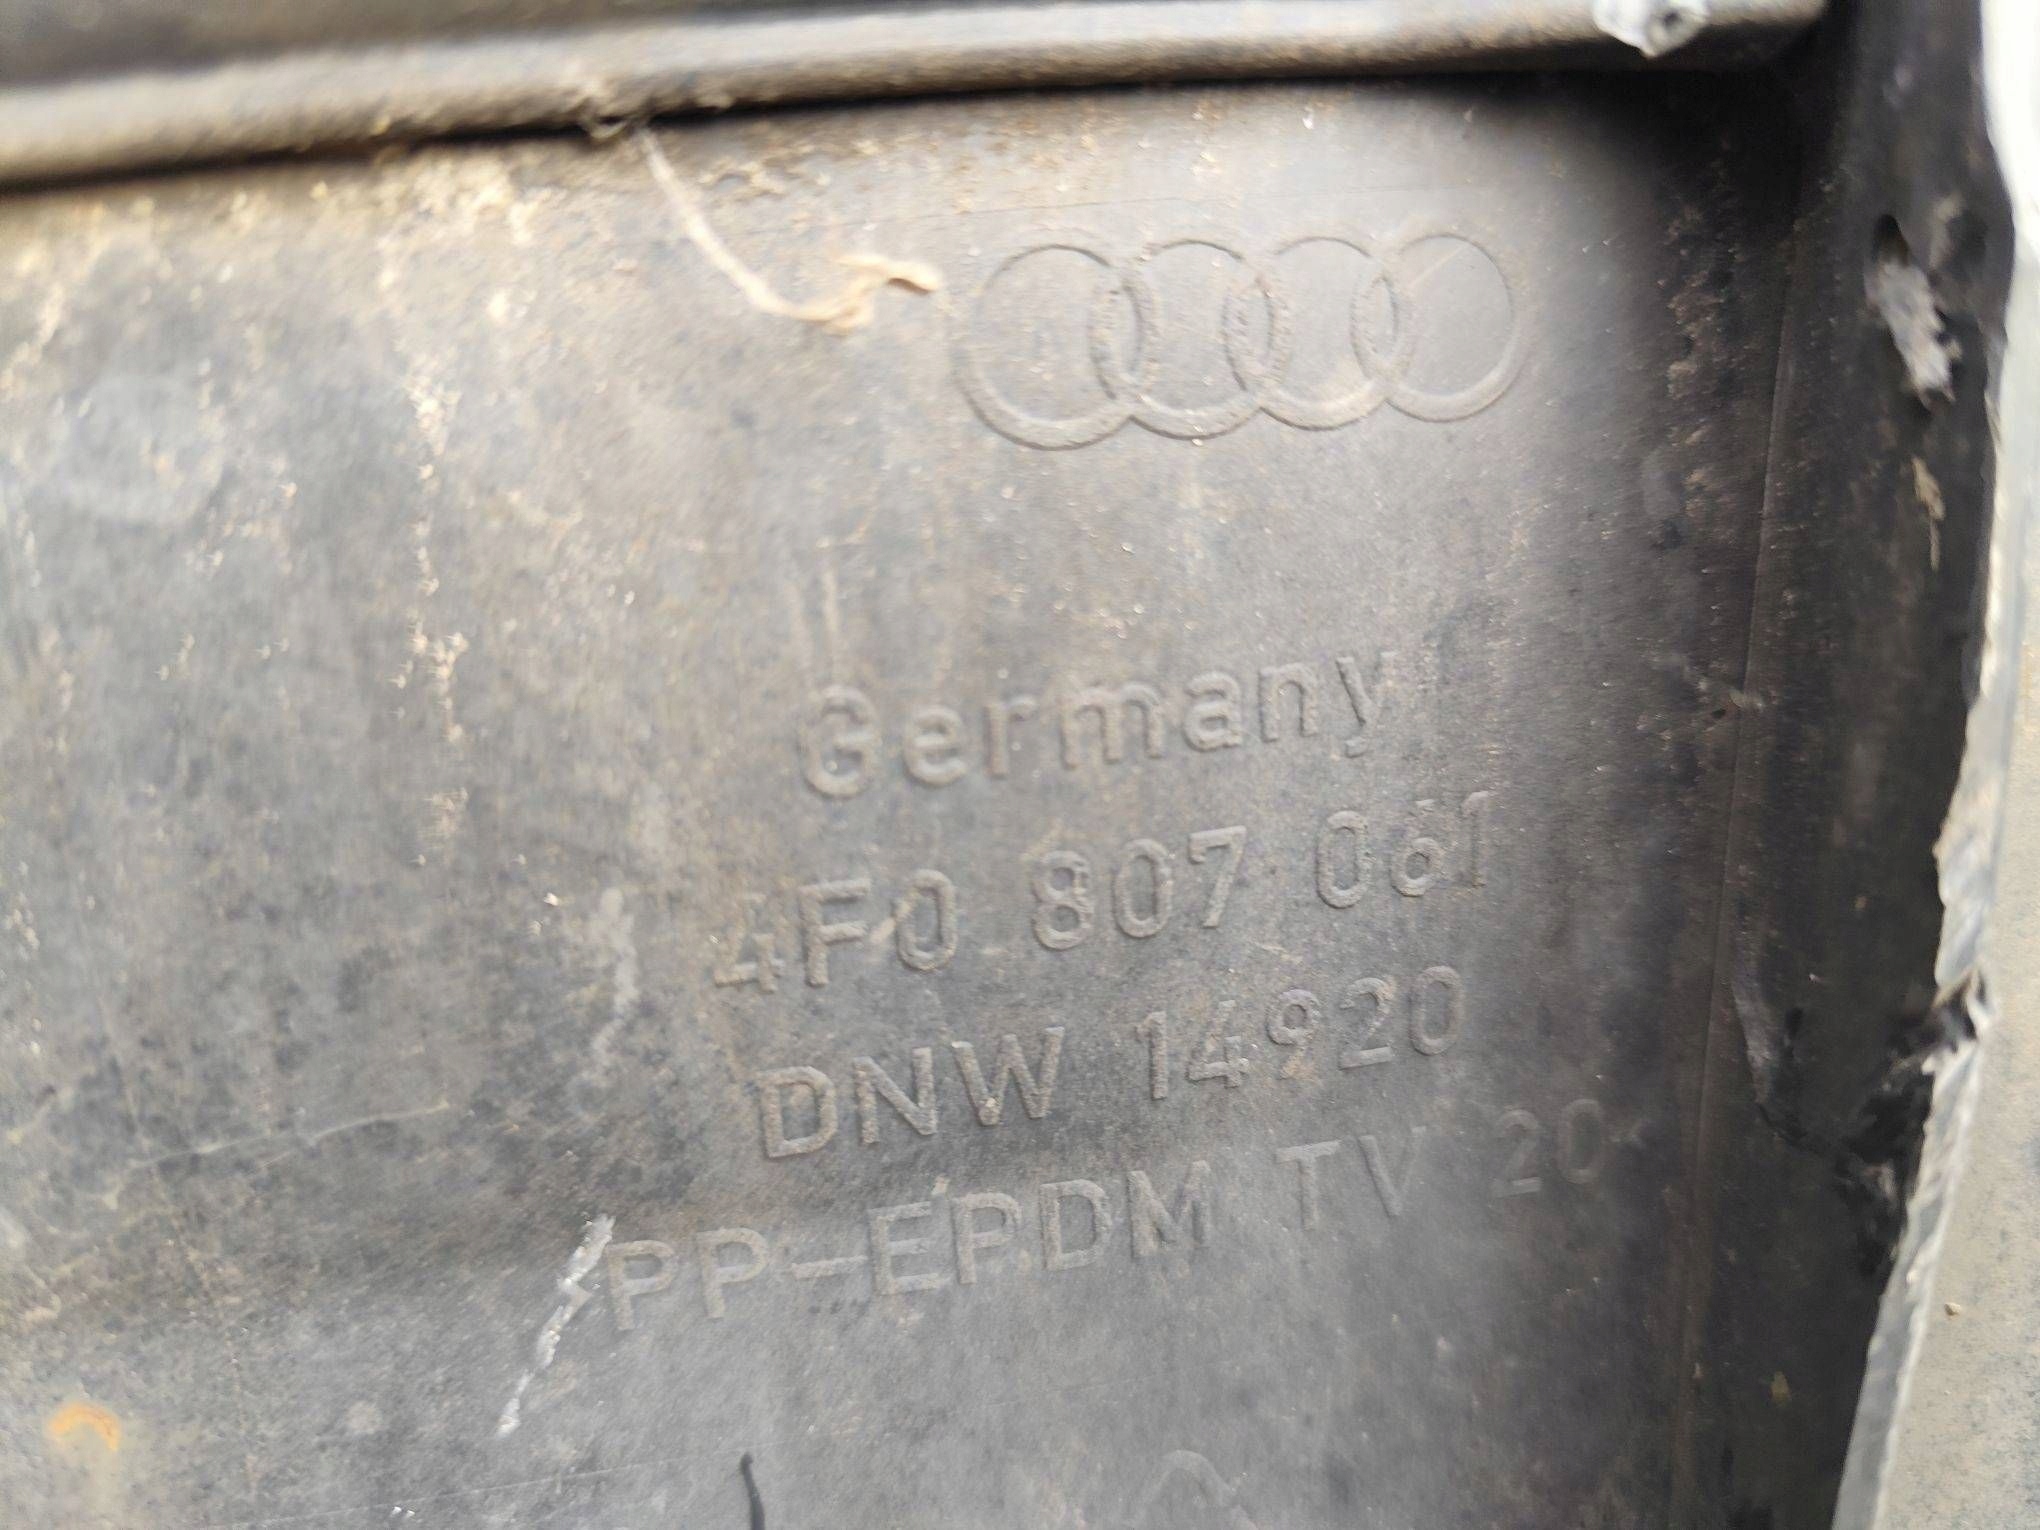 Germany
4F0 807 061
DNW 14920
PP-EPDM TV 20